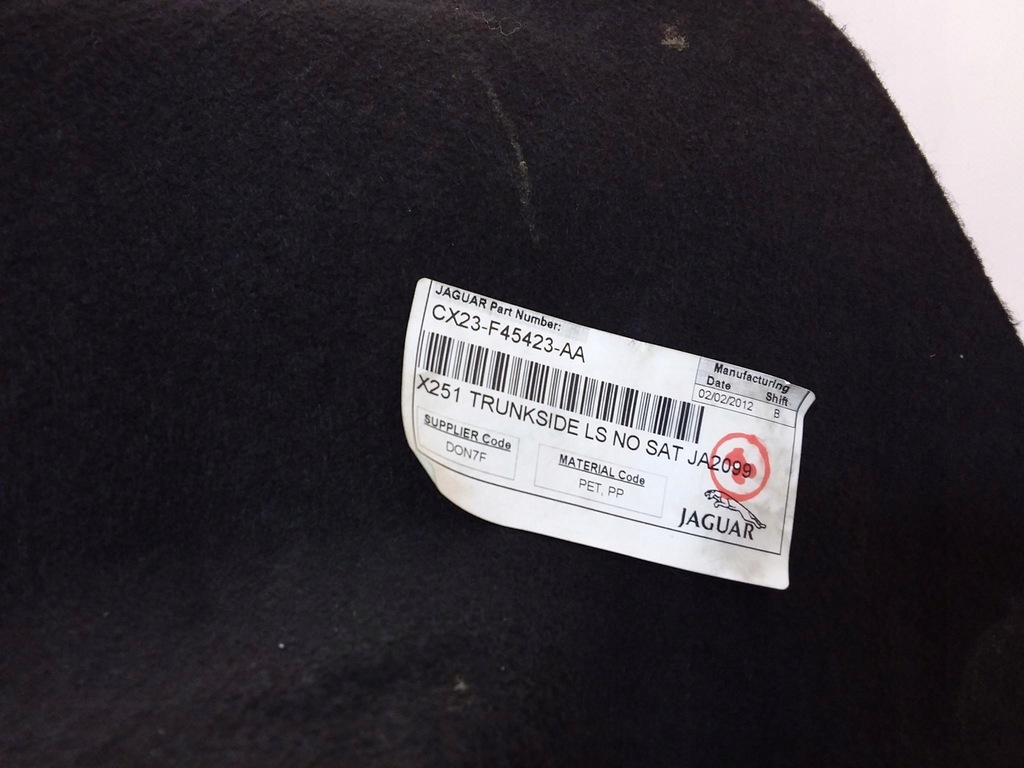 JAGUAR Part Number:
CX23-F45423-AA
Manufacturing
Date Shift
02/02/2012 B
X251 TRUNKSIDE LS NO SAT JA2099
SUPPLIER Code
DON7F
MATERIAL Code
PET, PP
JAGUAR